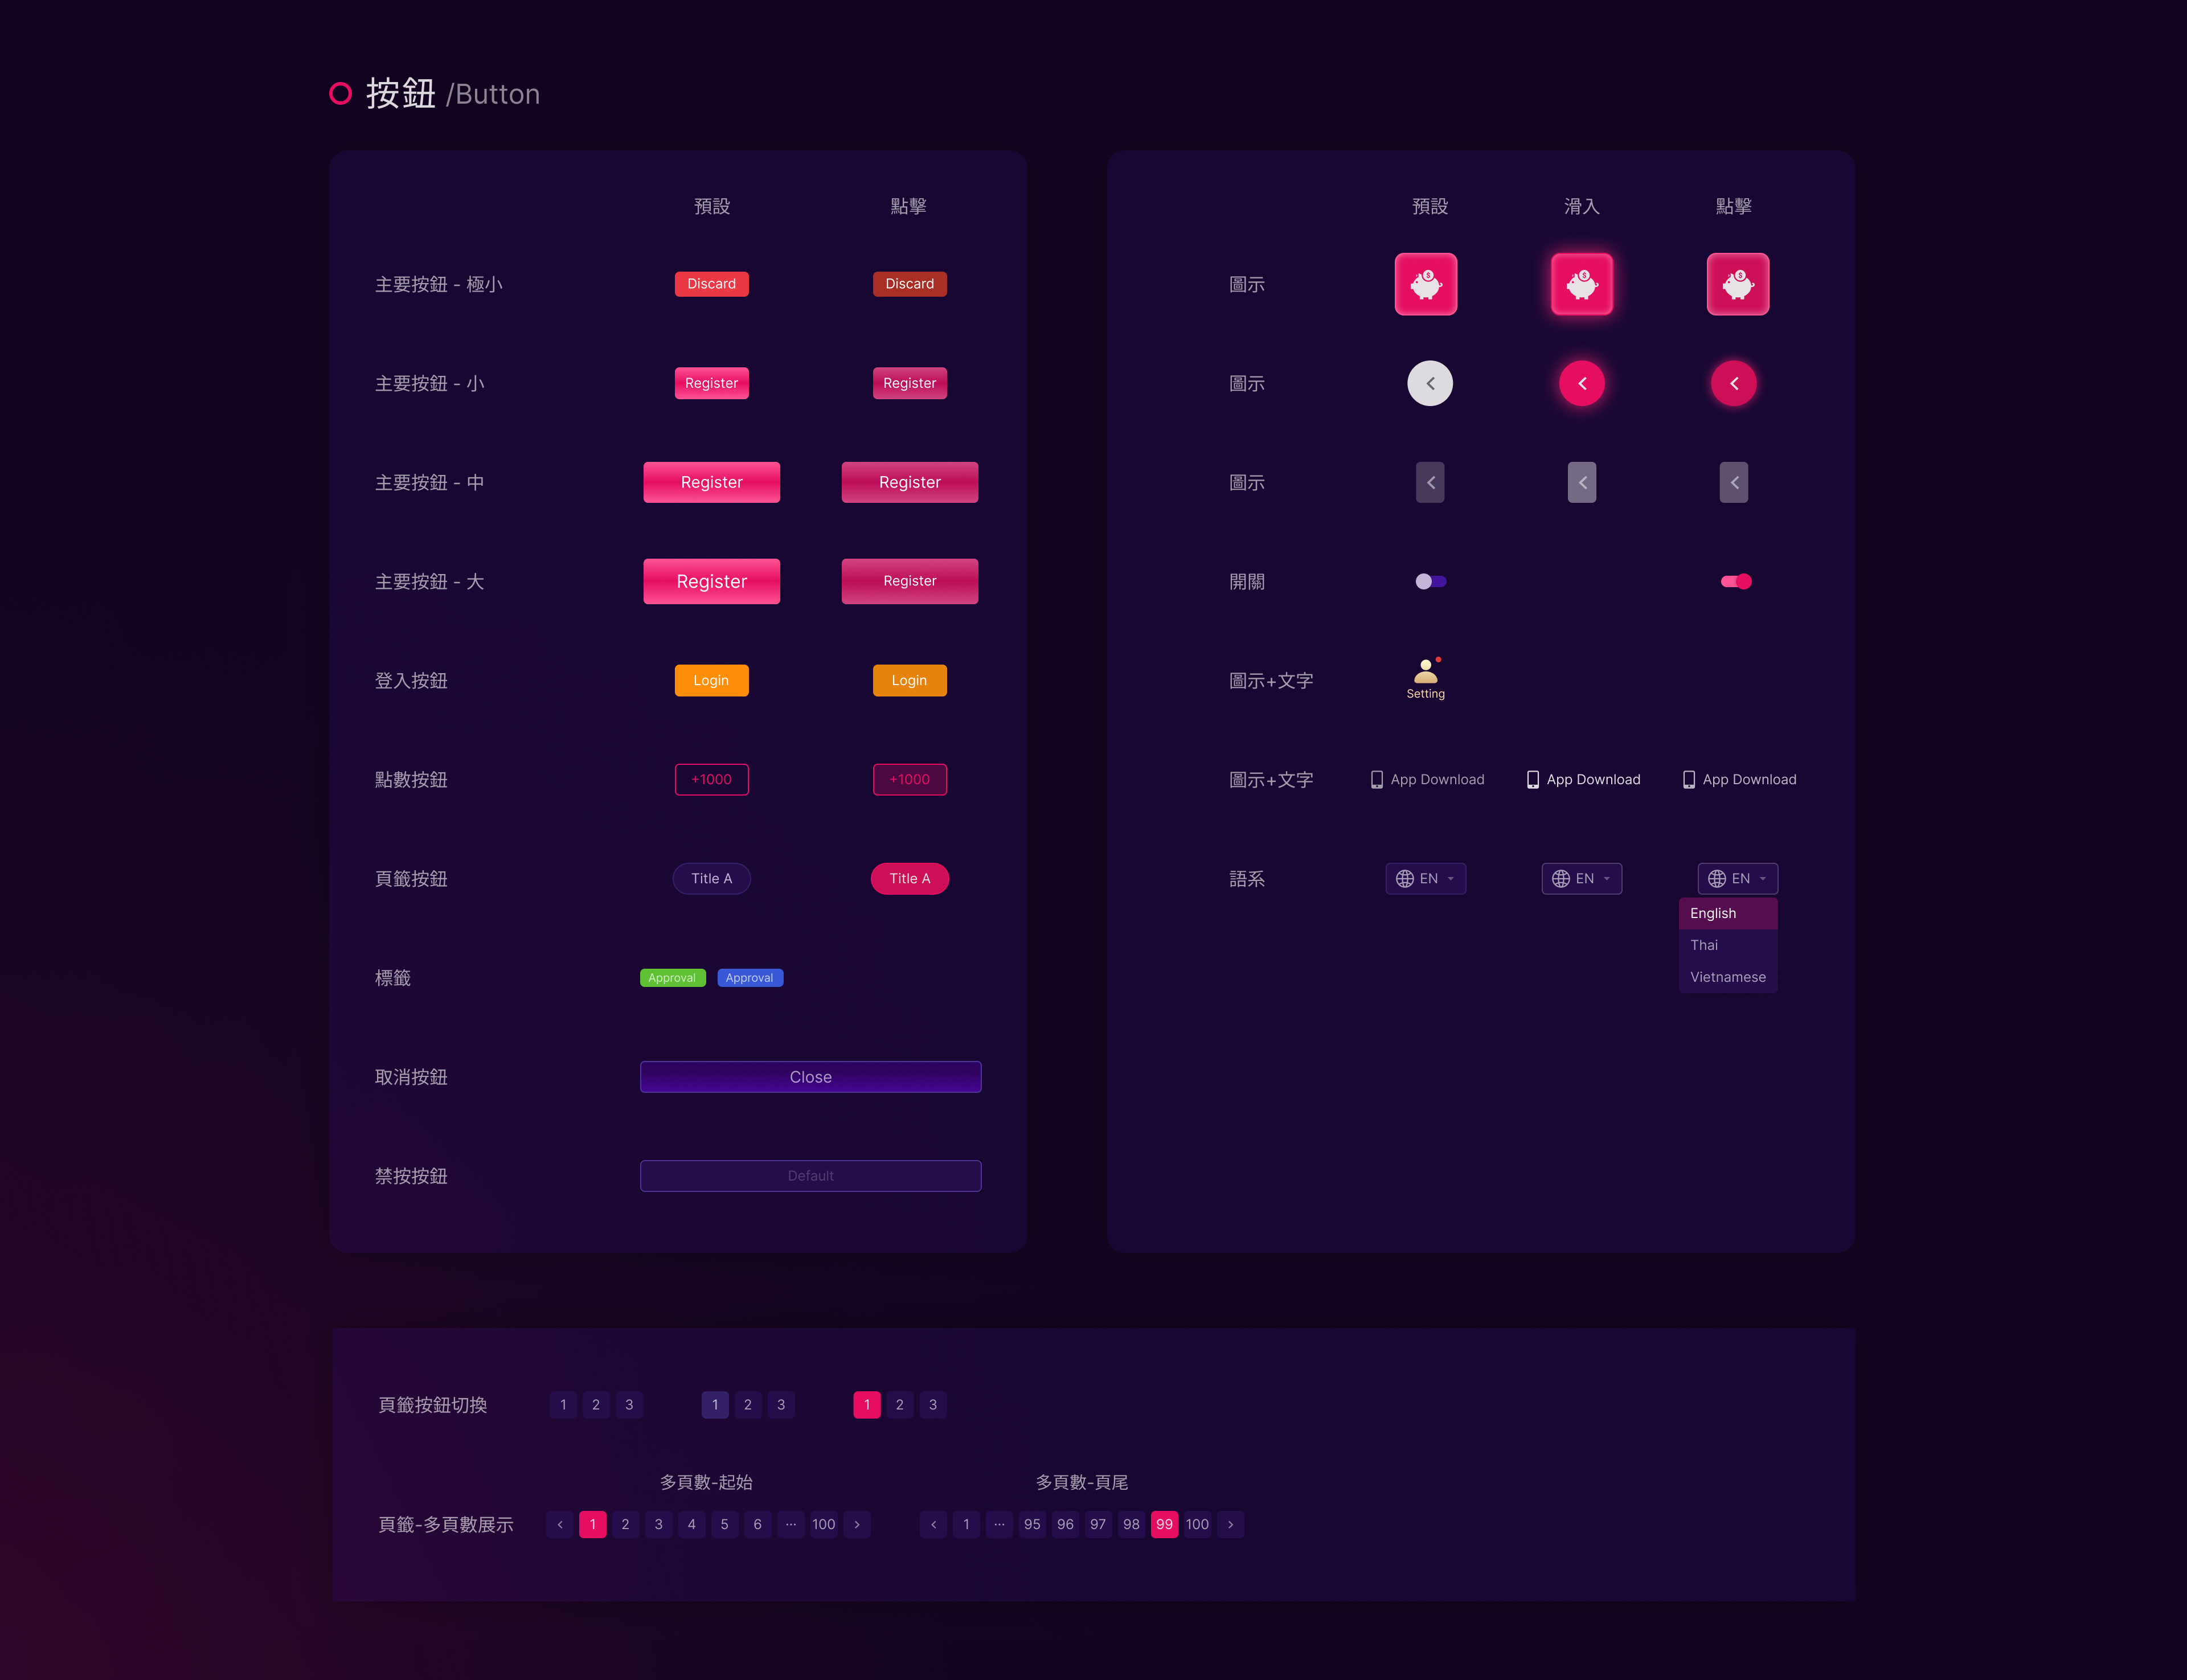 按鈕 /Button
預設 點擊
主要按鈕 - 極小 Discard Discard
主要按鈕 - 小 Register Register
主要按鈕 - 中 Register Register
主要按鈕 - 大 Register Register
登入按鈕 Login Login
點數按鈕 +1000 +1000
頁籤按鈕 Title A Title A
標籤 Approval Approval
取消按鈕 Close
禁按按鈕 Default
預設 滑入 點擊
圖示 $ $ $
圖示
圖示
開關
圖示+文字 Setting
圖示+文字 App Download App Download App Download
語系 EN EN EN
English
Thai
Vietnamese
頁籤按鈕切換 1 2 3 1 2 3 1 2 3
多頁數-起始 多頁數-頁尾
頁籤-多頁數展示 < 1 2 3 4 5 6 ··· 100 > < 1 ··· 95 96 97 98 99 100 >